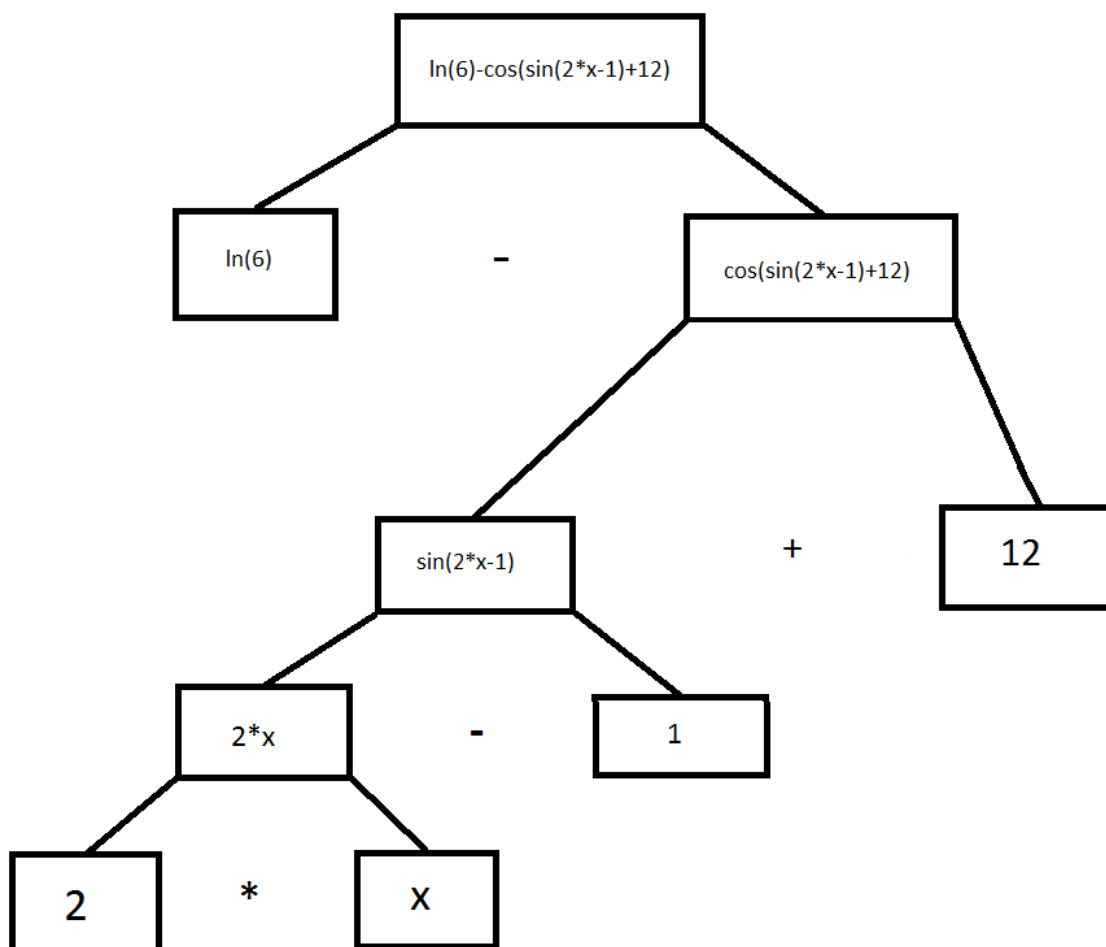 ln(6)-cos(sin(2*x-1)+12)
ln(6)
-
cos(sin(2*x-1)+12)
sin(2*x-1)
+
12
2*x
-
1
2
*
x